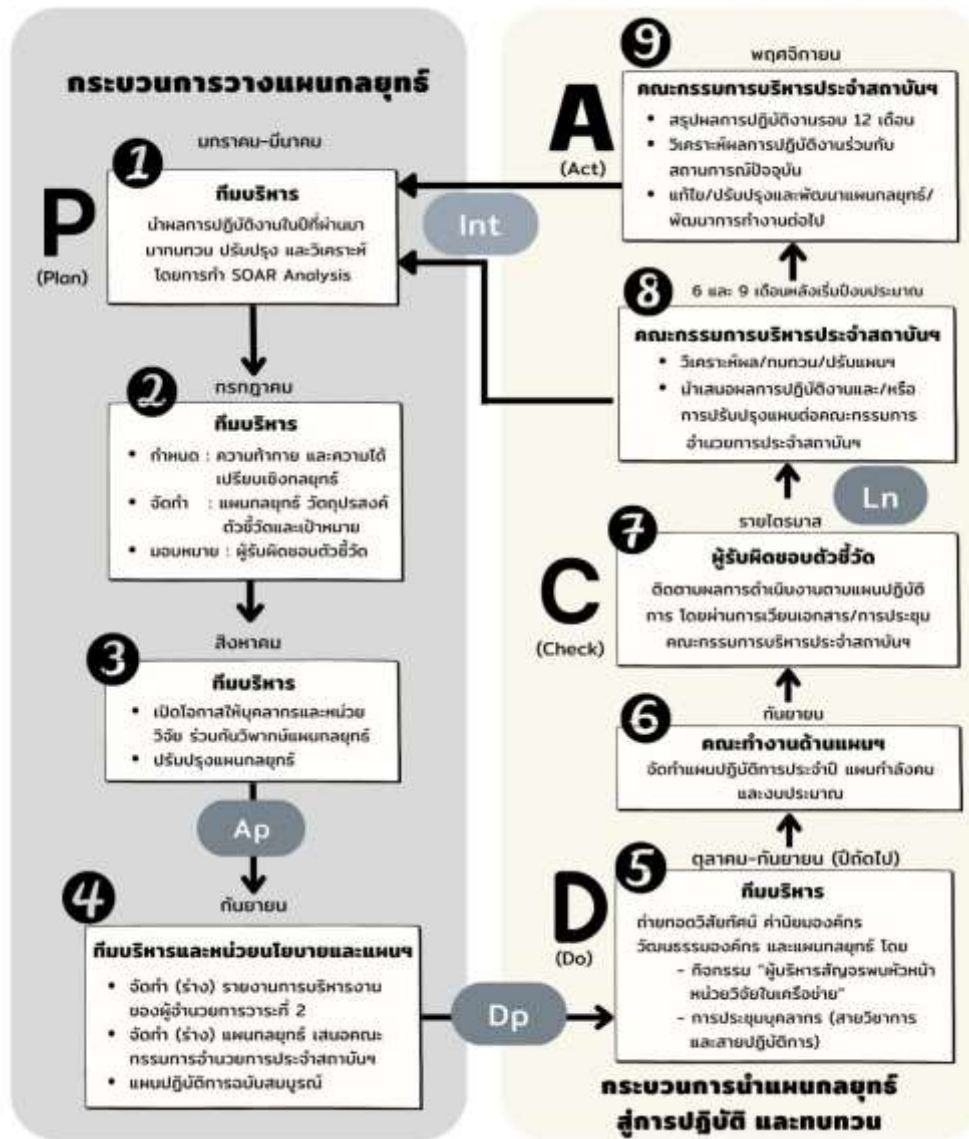 กระบวนการวางแผนกลยุทธ์
มกราคม-มีนาคม
1
ทีมบริหาร
นำผลการปฏิบัติงานในปีที่ผ่านมา
มาทบทวน ปรับปรุง และวิเคราะห์
โดยการทำ SOAR Analysis
P
(Plan)
กรกฎาคม
2
ทีมบริหาร
• กำหนด : ความท้าทาย และความได้
เปรียบเชิงกลยุทธ์
• จัดทำ : แผนกลยุทธ์ วัตถุปรสงค์
ตัวชี้วัดและเป้าหมาย
• มอบหมาย : ผู้รับผิดชอบตัวชี้วัด
สิงหาคม
3
ทีมบริหาร
• เปิดโอกาสให้บุคลากรและหน่วย
วิจัย ร่วมกันวิพากษ์แผนกลยุทธ์
• ปรับปรุงแผนกลยุทธ์
Ap
กันยายน
4
ทีมบริหารและหน่วยนโยบายและแผนฯ
• จัดทำ (ร่าง) รายงานการบริหารงาน
ของผู้อำนวยการวาระที่ 2
• จัดทำ (ร่าง) แผนกลยุทธ์ เสนอคณะ
กรรมการอำนวยการประจำสถาบันฯ
• แผนปฏิบัติการฉบับสมบูรณ์
Dp
ตุลาคม-กันยายน (ปีถัดไป)
5
D
(Do)
ทีมบริหาร
ถ่ายทอดวิสัยทัศน์ ค่านิยมองค์กร
วัฒนธรรมองค์กร และแผนกลยุทธ์ โดย
- กิจกรรม "ผู้บริหารสัญจรพบหัวหน้า
หน่วยวิจัยในเครือข่าย"
- การประชุมบุคลากร (สายวิชาการ
และสายปฏิบัติการ)
กระบวนการนำแผนกลยุทธ์
สู่การปฏิบัติ และทบทวน
กันยายน
6
คณะทำงานด้านแผนฯ
จัดทำแผนปฏิบัติการประจำปี แผนกำลังคน
และงบประมาณ
รายไตรมาส
7
C
(Check)
ผู้รับผิดชอบตัวชี้วัด
ติดตามผลการดำเนินงานตามแผนปฏิบัติ
การ โดยผ่านการเวียนเอกสาร/การประชุม
คณะกรรมการบริหารประจำสถาบันฯ
Ln
6 และ 9 เดือนหลังเริ่มปีงบประมาณ
8
คณะกรรมการบริหารประจำสถาบันฯ
• วิเคราะห์ผล/ทบทวน/ปรับแผนฯ
• นำเสนอผลการปฏิบัติงานและ/หรือ
การปรับปรุงแผนต่อคณะกรรมการ
อำนวยการประจำสถาบันฯ
Int
พฤศจิกายน
9
A
(Act)
คณะกรรมการบริหารประจำสถาบันฯ
• สรุปผลการปฏิบัติงานรอบ 12 เดือน
• วิเคราะห์ผลการปฏิบัติงานร่วมกับ
สถานการณ์ปัจจุบัน
• แก้ไข/ปรับปรุงและพัฒนาแผนกลยุทธ์/
พัฒนาการทำงานต่อไป